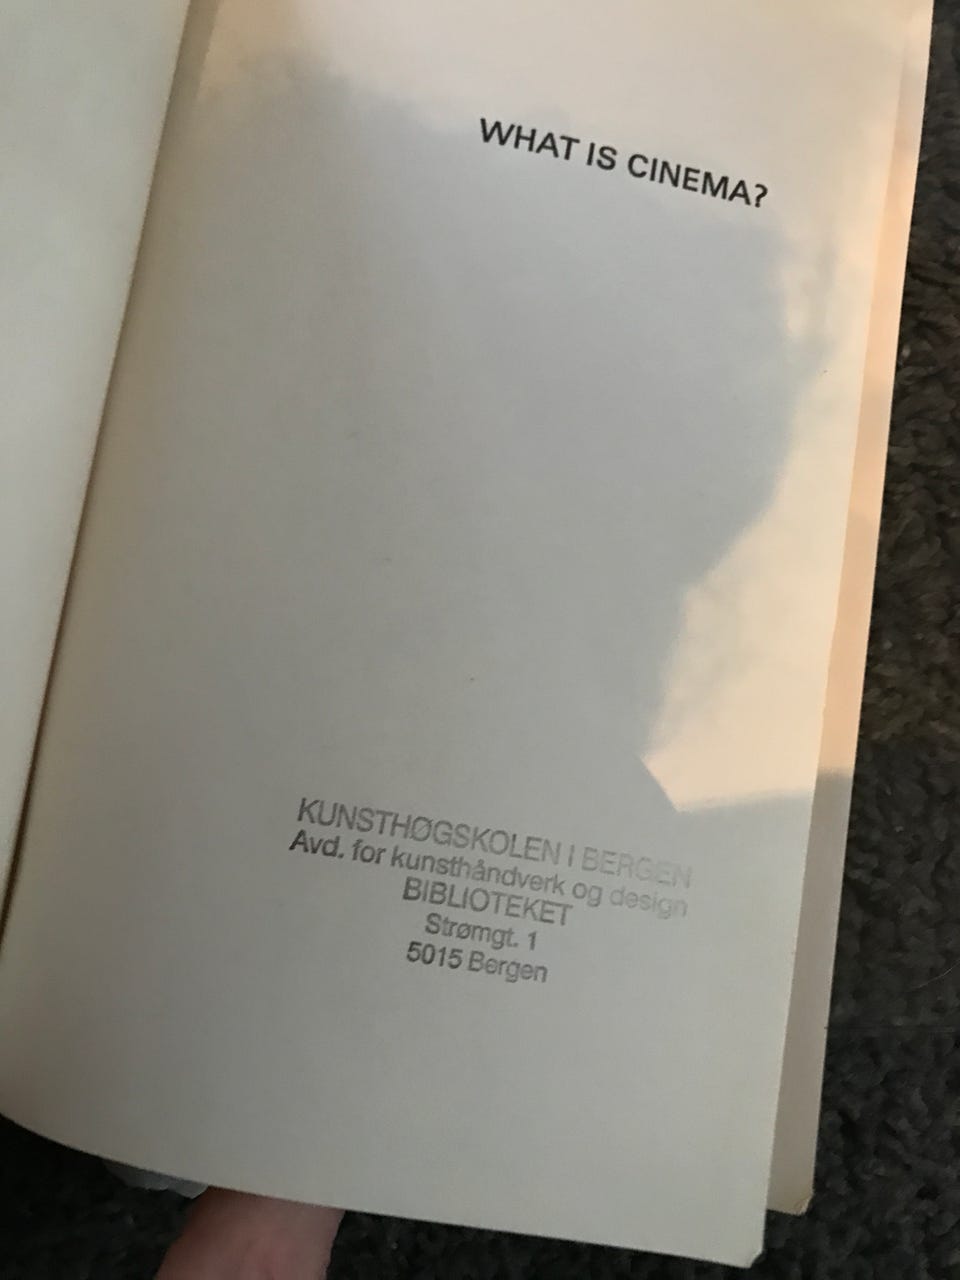 WHAT IS CINEMA?
KUNSTHØGSKOLEN I BERGEN
Avd. for kunsthåndverk og design
BIBLIOTEKET
Strømgt. 1
5015 Bergen